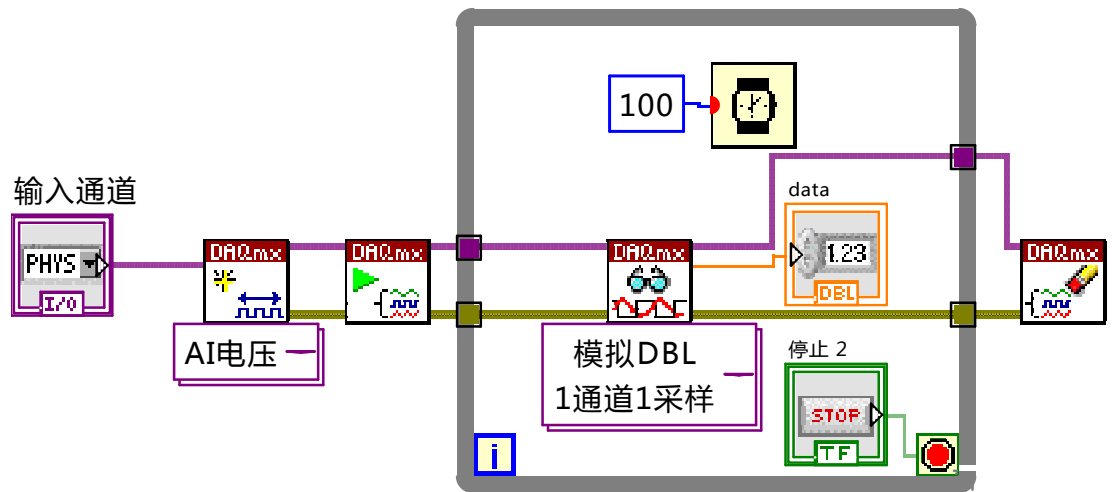 100
输入通道
data
PHYS
I/O
DAQmx
DAQmx
DAQmx
1.23
DBL
DAQmx
AI电压
模拟DBL
1通道1采样
停止 2
STOP
TF
i